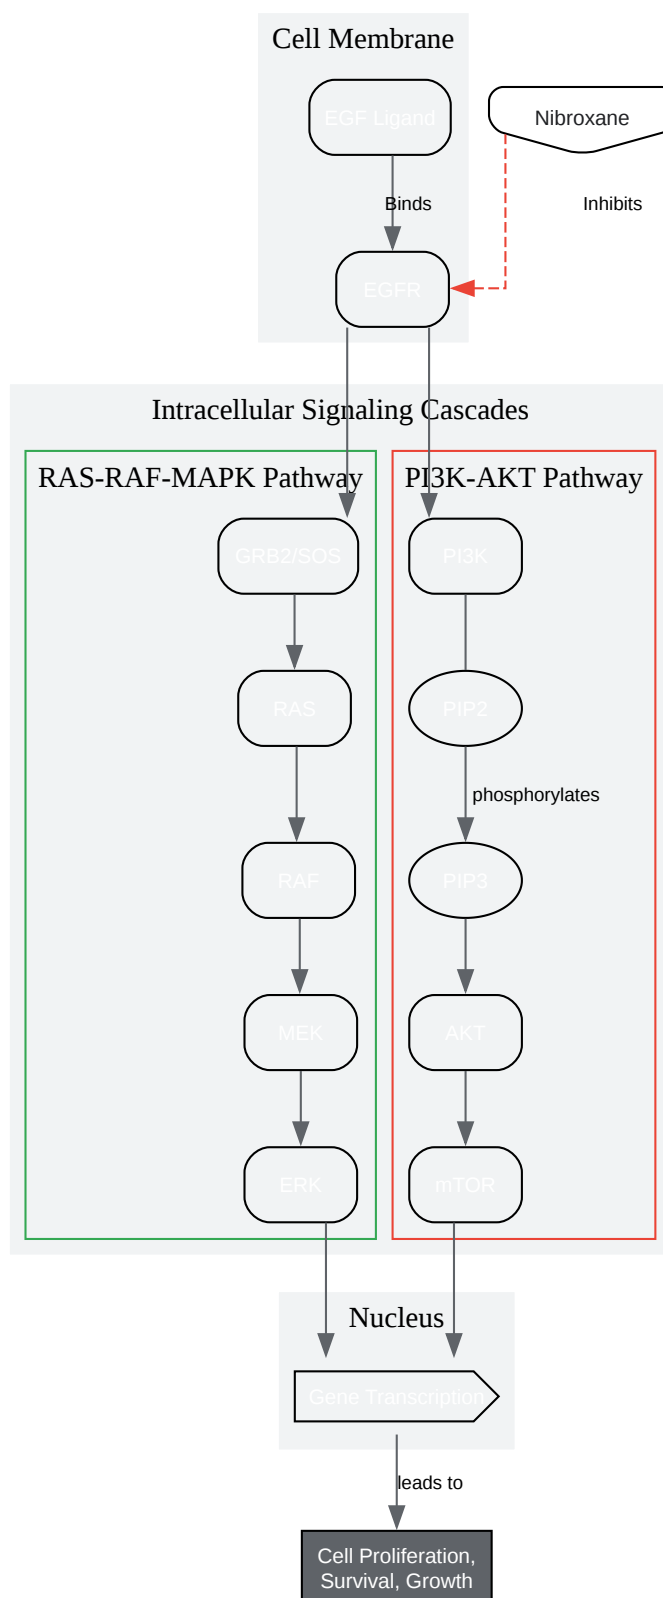 Cell Membrane
EGF Ligand
Nibroxane
Binds
Inhibits
EGFR
Intracellular Signaling Cascades
RAS-RAF-MAPK Pathway
PI3K-AKT Pathway
GRB2/SOS
PI3K
RAS
PIP2
phosphorylates
RAF
PIP3
MEK
AKT
ERK
mTOR
Nucleus
Gene Transcription
leads to
Cell Proliferation,
Survival, Growth